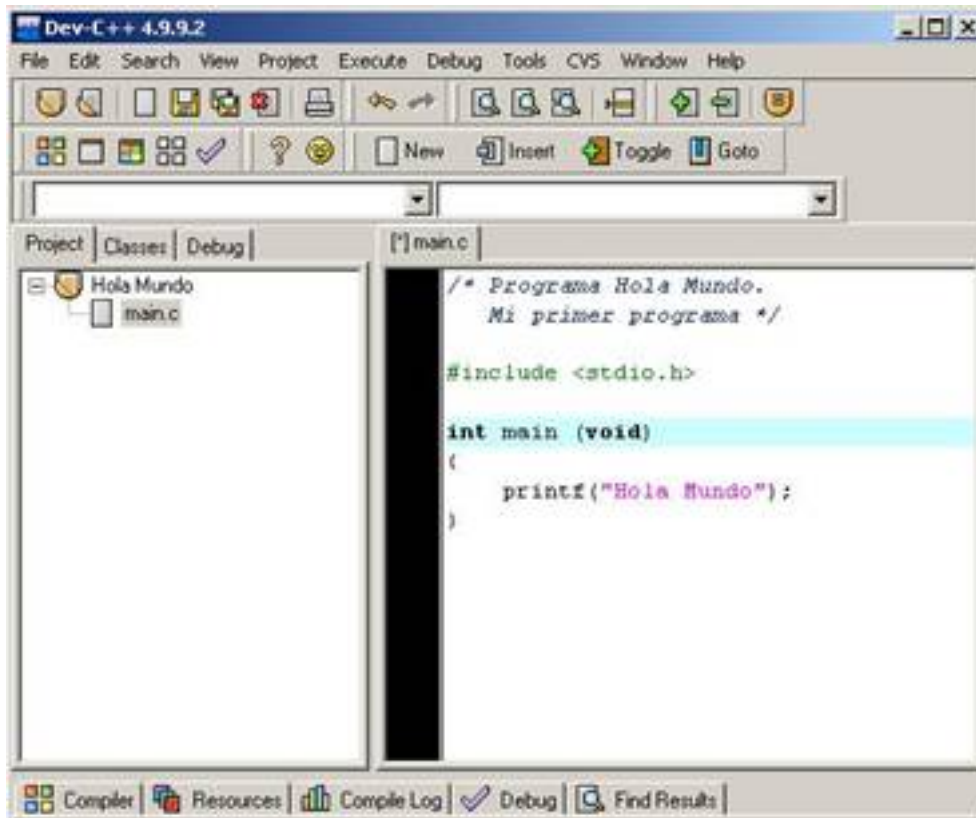 Dev-C++ 4.9.9.2
File Edit Search View Project Execute Debug Tools CVS Window Help
New Insert Toggle Goto
Project Classes Debug
[*] main.c
Hola Mundo
main.c
/* Programa Hola Mundo.
Mi primer programa */
#include <stdio.h>
int main (void)
{
printf("Hola Mundo");
}
Compiler Resources Compile Log Debug Find Results